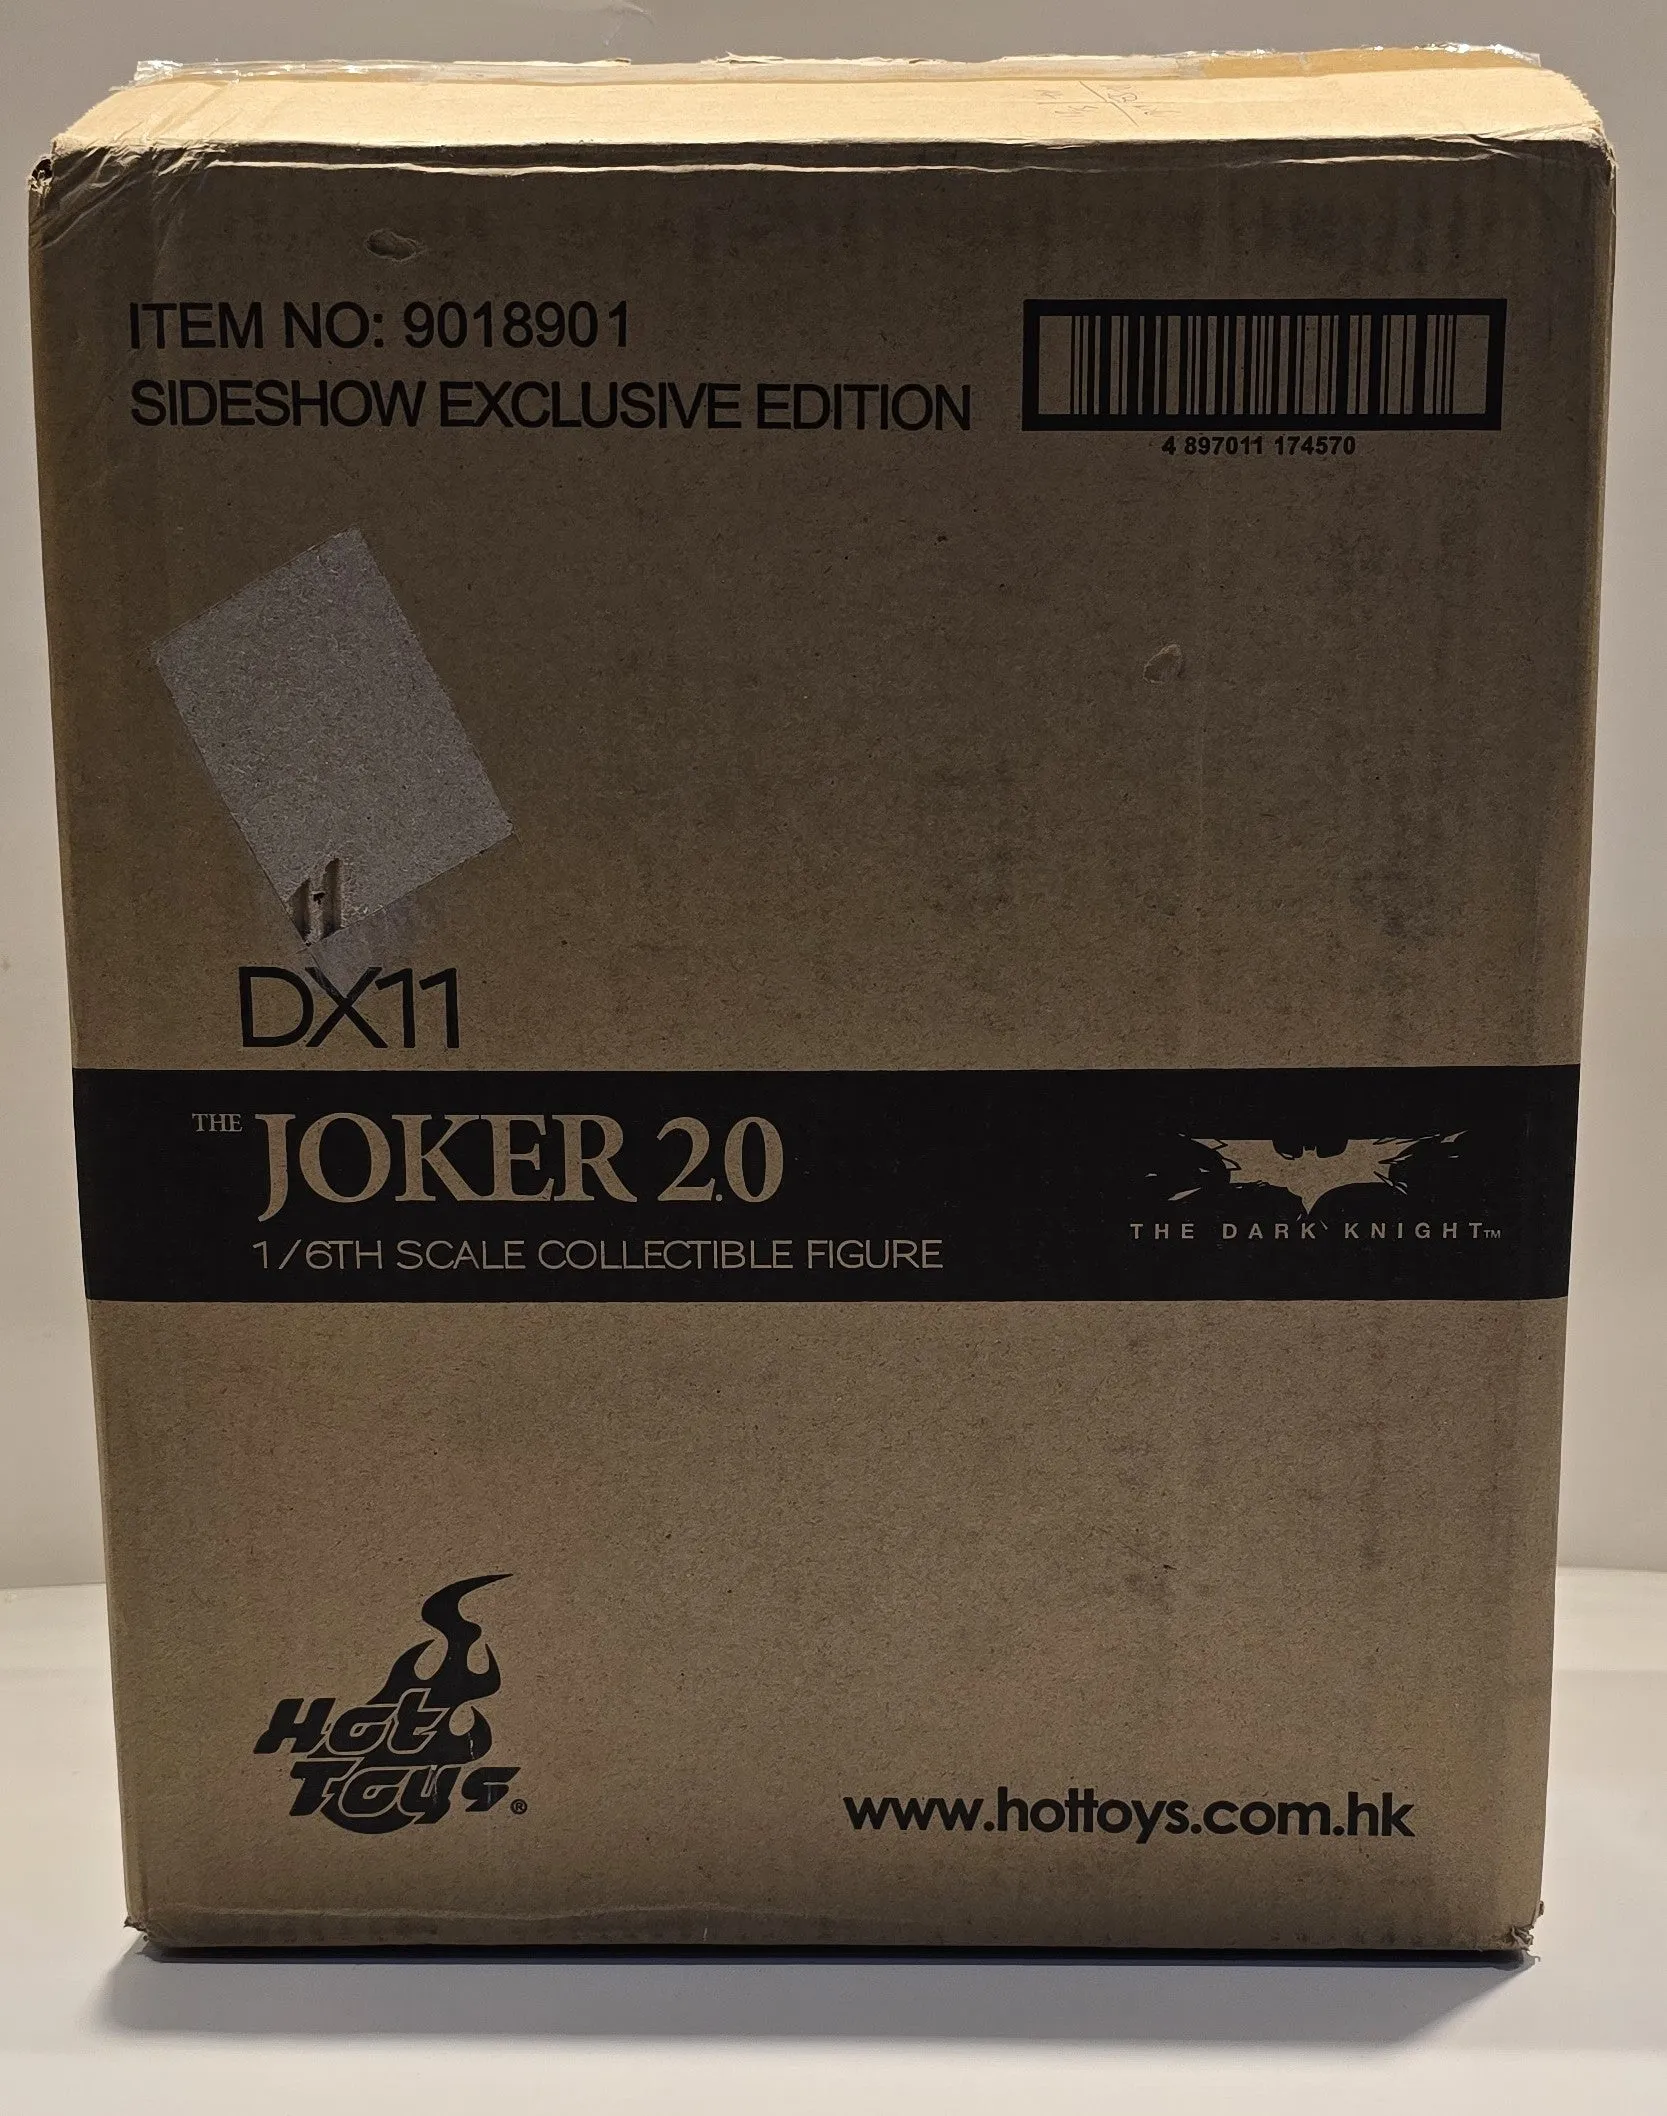 ITEM NO: 9018901
SIDESHOW EXCLUSIVE EDITION
4 897011 174570
DX11
THE JOKER 2.0
1/6TH SCALE COLLECTIBLE FIGURE
THE DARK KNIGHT™
Hot
Toys®
www.hottoys.com.hk